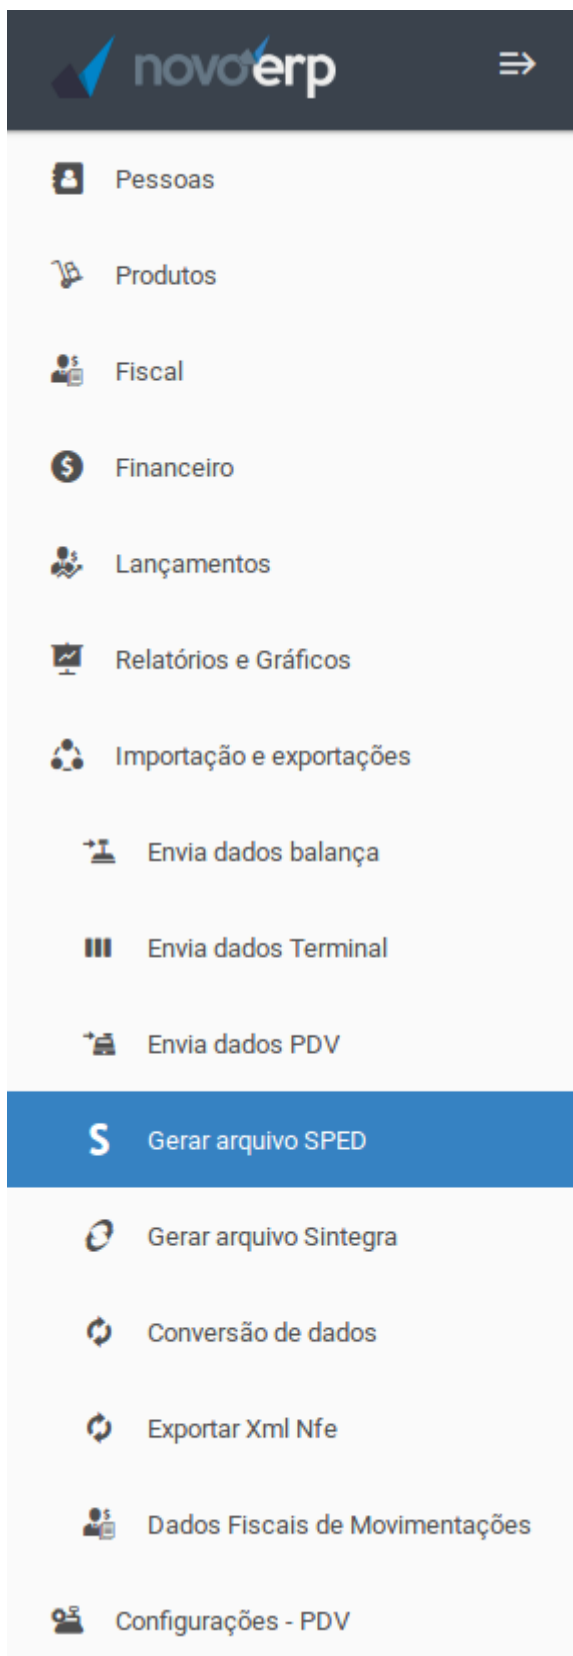 novoerp
Pessoas
Produtos
Fiscal
Financeiro
Lançamentos
Relatórios e Gráficos
Importação e exportações
Envia dados balança
Envia dados Terminal
Envia dados PDV
S Gerar arquivo SPED
Gerar arquivo Sintegra
Conversão de dados
Exportar Xml Nfe
Dados Fiscais de Movimentações
Configurações - PDV